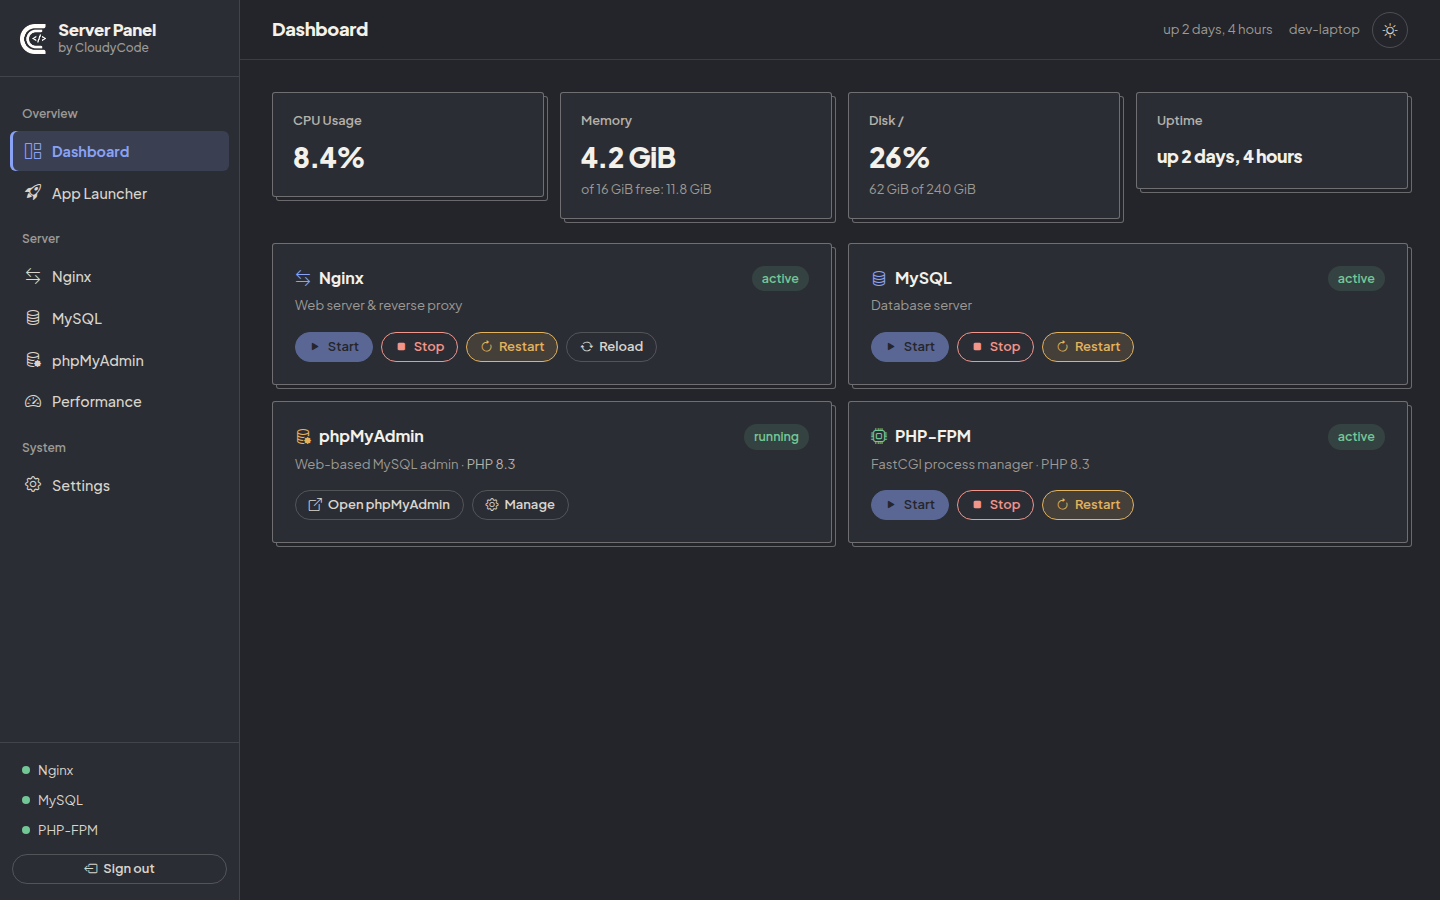 Server Panel
by CloudyCode
Overview
Dashboard
App Launcher
Server
Nginx
MySQL
phpMyAdmin
Performance
System
Settings
Nginx
MySQL
PHP-FPM
Sign out
Dashboard
up 2 days, 4 hours
dev-laptop
CPU Usage
8.4%
Memory
4.2 GiB
of 16 GiB free: 11.8 GiB
Disk /
26%
62 GiB of 240 GiB
Uptime
up 2 days, 4 hours
Nginx
active
Web server & reverse proxy
Start
Stop
Restart
Reload
MySQL
active
Database server
Start
Stop
Restart
phpMyAdmin
running
Web-based MySQL admin · PHP 8.3
Open phpMyAdmin
Manage
PHP-FPM
active
FastCGI process manager · PHP 8.3
Start
Stop
Restart